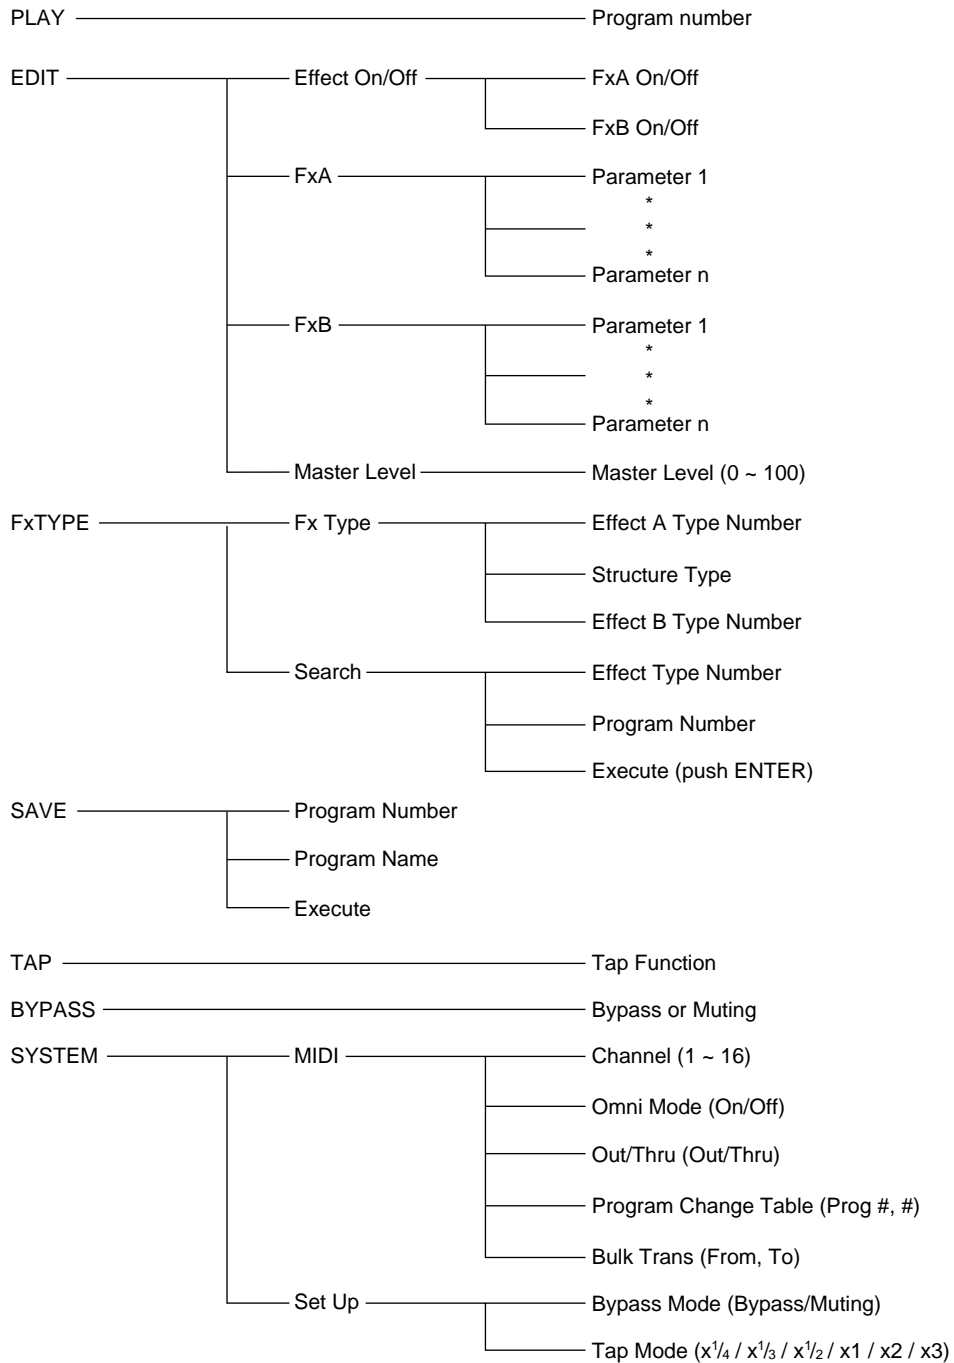 PLAY Program number
EDIT Effect On/Off FxA On/Off
FxB On/Off
FxA Parameter 1
*
*
*
Parameter n
FxB Parameter 1
*
*
*
Parameter n
Master Level Master Level (0 ~ 100)
FxTYPE Fx Type Effect A Type Number
Structure Type
Effect B Type Number
Search Effect Type Number
Program Number
Execute (push ENTER)
SAVE Program Number
Program Name
Execute
TAP Tap Function
BYPASS Bypass or Muting
SYSTEM MIDI Channel (1 ~ 16)
Omni Mode (On/Off)
Out/Thru (Out/Thru)
Program Change Table (Prog #, #)
Bulk Trans (From, To)
Set Up Bypass Mode (Bypass/Muting)
Tap Mode (x1/4 / x1/3 / x1/2 / x1 / x2 / x3)